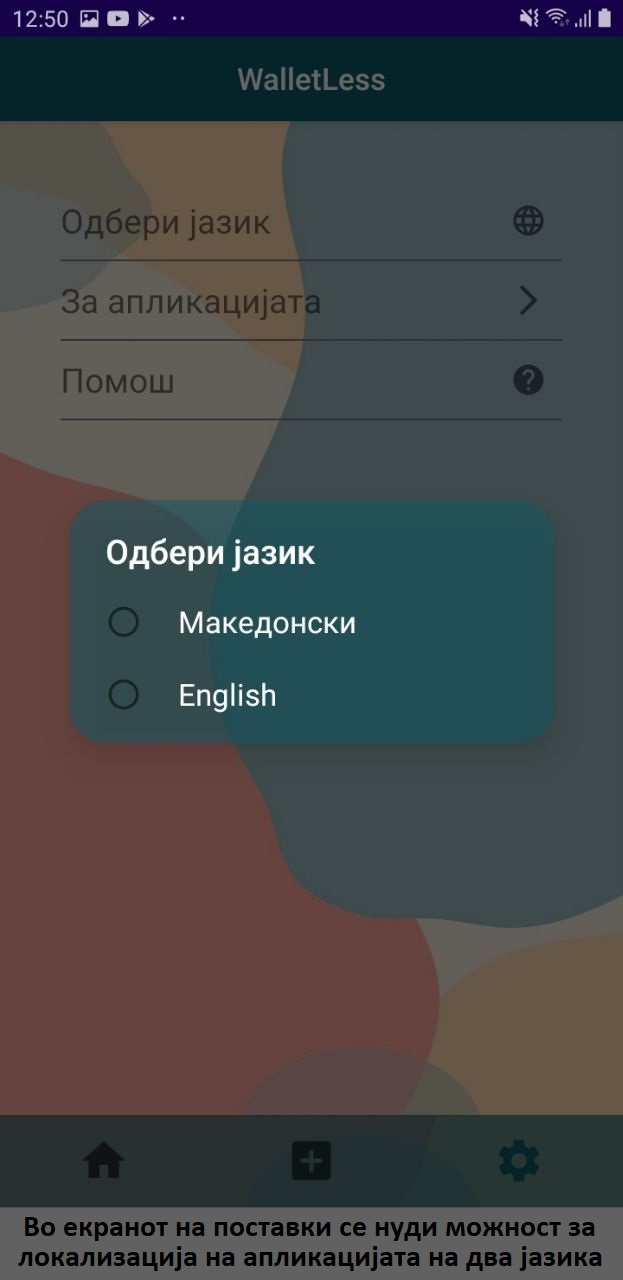 12:50
WalletLess
Одбери јазик
За апликацијата
Помош
Одбери јазик
Македонски
English
Во екранот на поставки се нуди можност за
локализација на апликацијата на два јазика